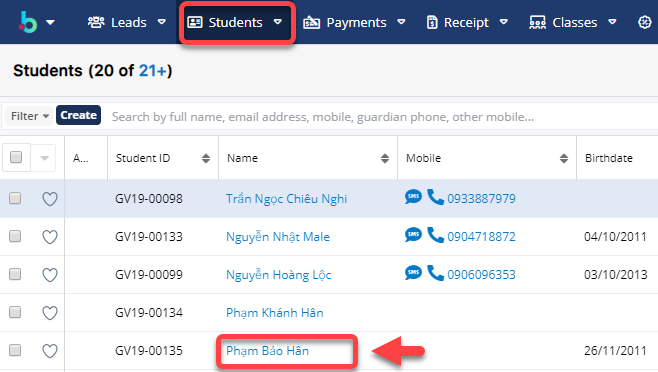 b Leads Students Payments Receipt Classes
Students (20 of 21+)
Filter Create Search by full name, email address, mobile, guardian phone, other mobile...
A... Student ID Name Mobile Birthdate
GV19-00098 Trần Ngọc Chiêu Nghi SMS 0933887979
GV19-00133 Nguyễn Nhật Male SMS 0904718872 04/10/2011
GV19-00099 Nguyễn Hoàng Lộc SMS 0906096353 03/10/2013
GV19-00134 Phạm Khánh Hân
GV19-00135 Phạm Bảo Hân 26/11/2011